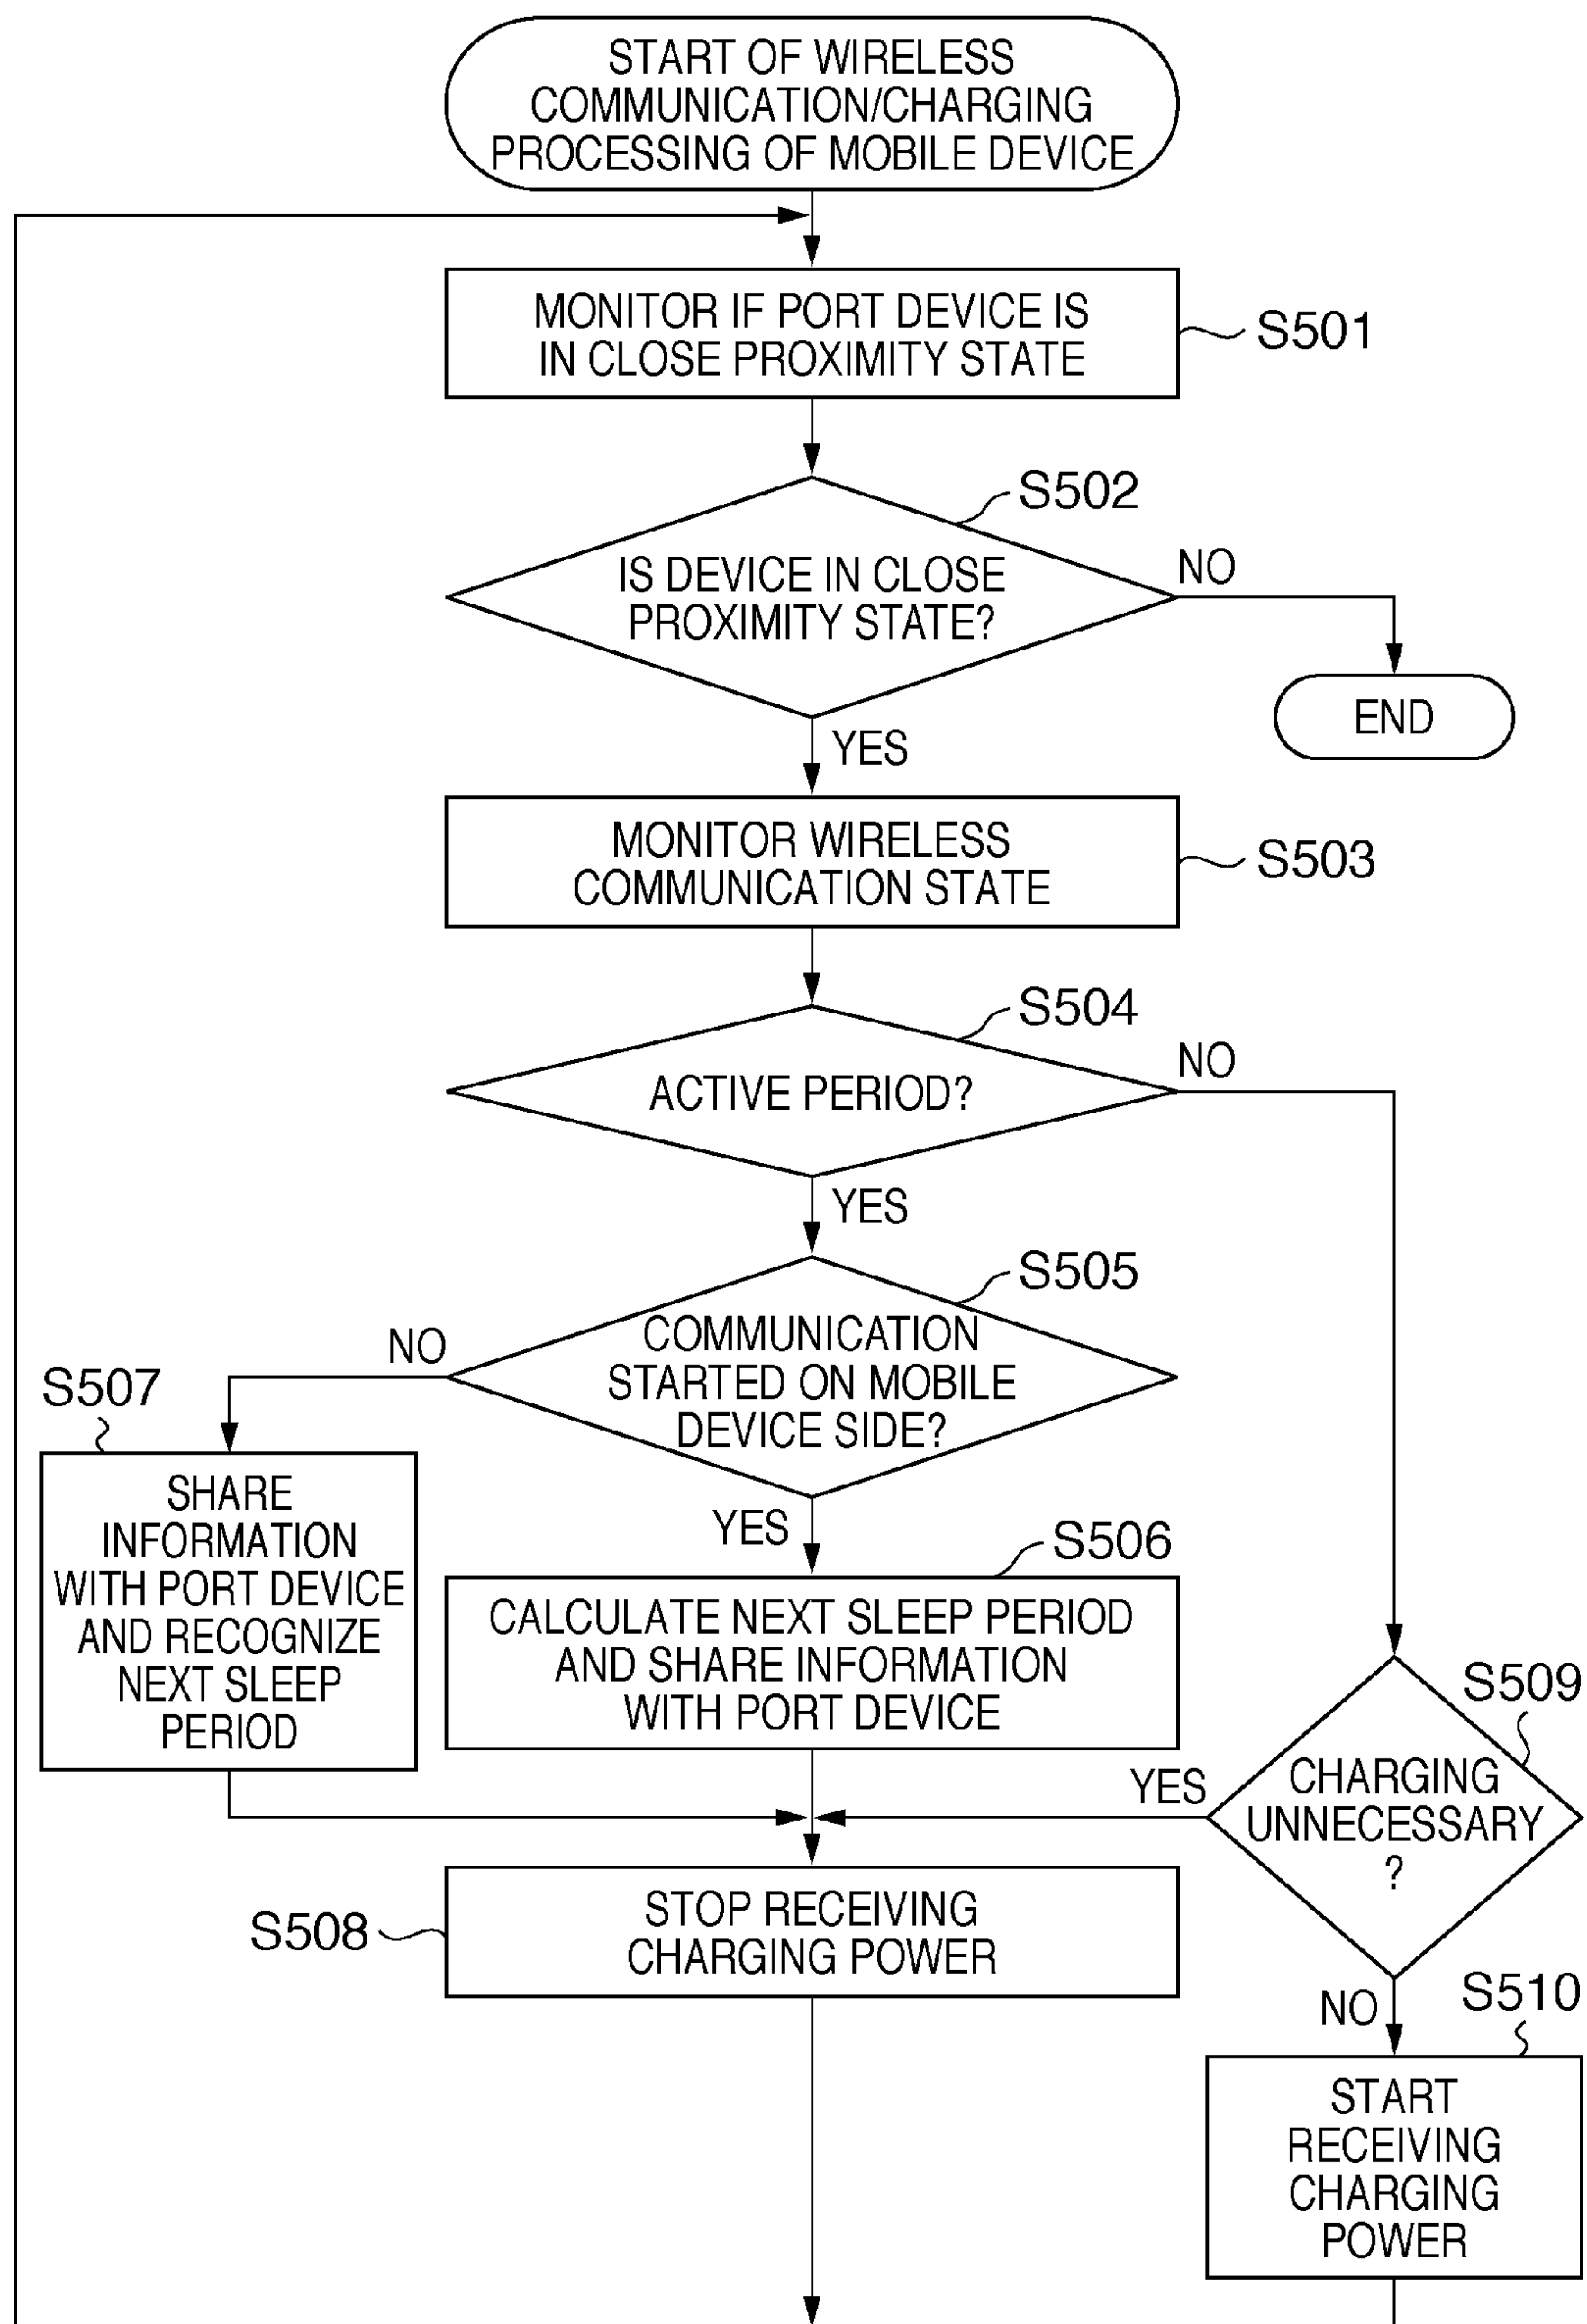 START OF WIRELESS
COMMUNICATION/CHARGING
PROCESSING OF MOBILE DEVICE
MONITOR IF PORT DEVICE IS
IN CLOSE PROXIMITY STATE
S501
S502
IS DEVICE IN CLOSE
PROXIMITY STATE?
NO
END
YES
MONITOR WIRELESS
COMMUNICATION STATE
S503
S504
ACTIVE PERIOD?
NO
YES
S505
COMMUNICATION
STARTED ON MOBILE
DEVICE SIDE?
NO
S507
SHARE
INFORMATION
WITH PORT DEVICE
AND RECOGNIZE
NEXT SLEEP
PERIOD
YES
S506
CALCULATE NEXT SLEEP PERIOD
AND SHARE INFORMATION
WITH PORT DEVICE
S509
CHARGING
UNNECESSARY
?
YES
STOP RECEIVING
CHARGING POWER
S508
NO
S510
START
RECEIVING
CHARGING
POWER